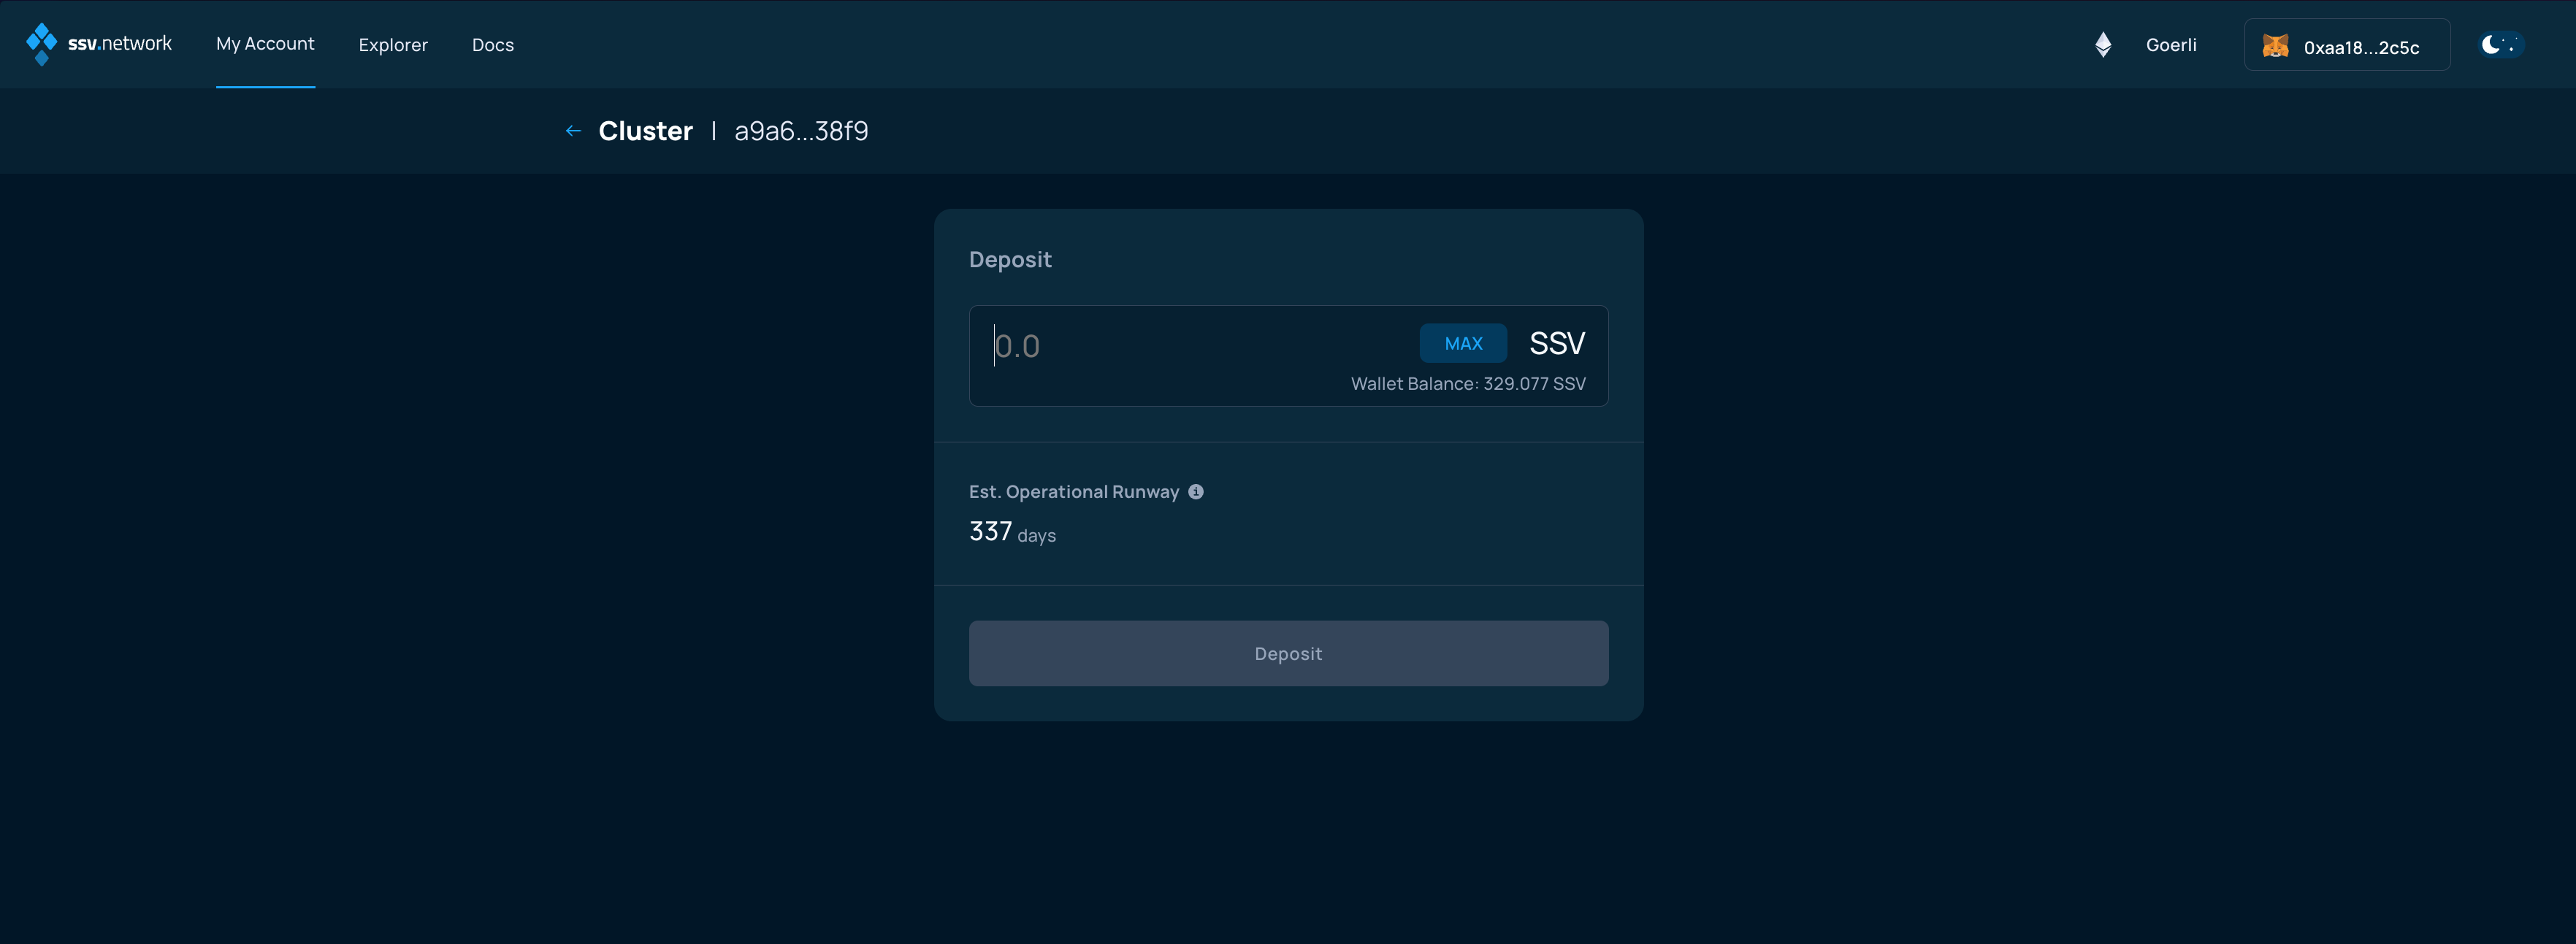 ssv.network My Account Explorer Docs Goerli 0xaa18...2c5c
← Cluster | a9a6...38f9
Deposit
0.0 MAX SSV
Wallet Balance: 329.077 SSV
Est. Operational Runway
337 days
Deposit